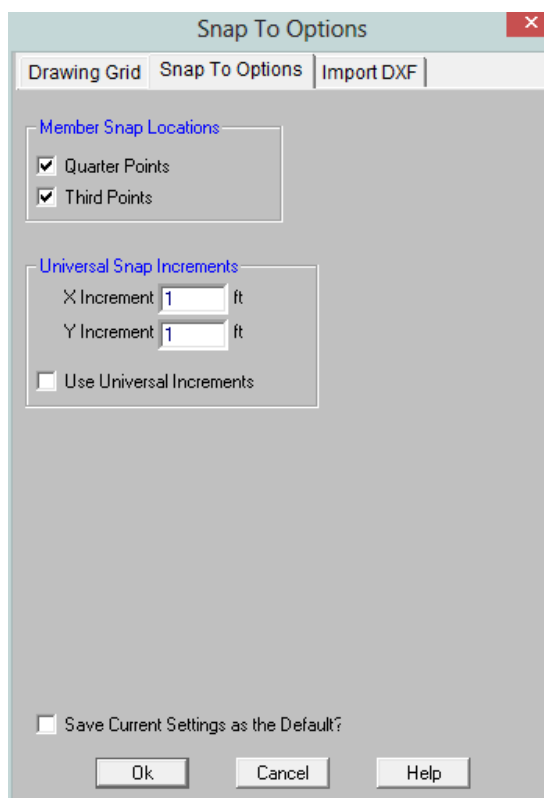 Snap To Options
Drawing Grid Snap To Options Import DXF
Member Snap Locations
Quarter Points
Third Points
Universal Snap Increments
X Increment 1 ft
Y Increment 1 ft
Use Universal Increments
Save Current Settings as the Default?
Ok Cancel Help